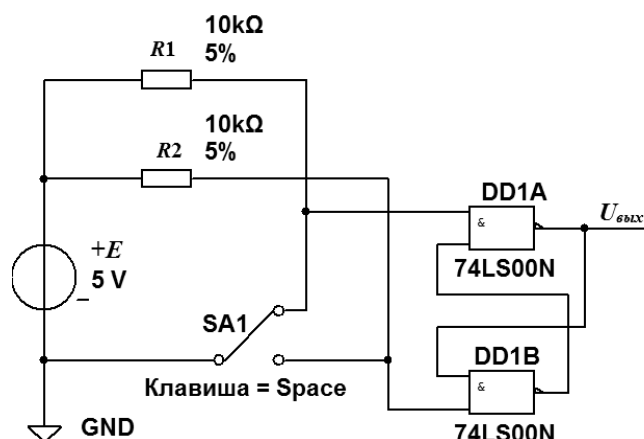 10kΩ
R1
5%
10kΩ
R2
5%
DD1A
Uвых
&
+E
5 V
74LS00N
SA1
DD1B
&
Клавиша = Space
GND
74LS00N